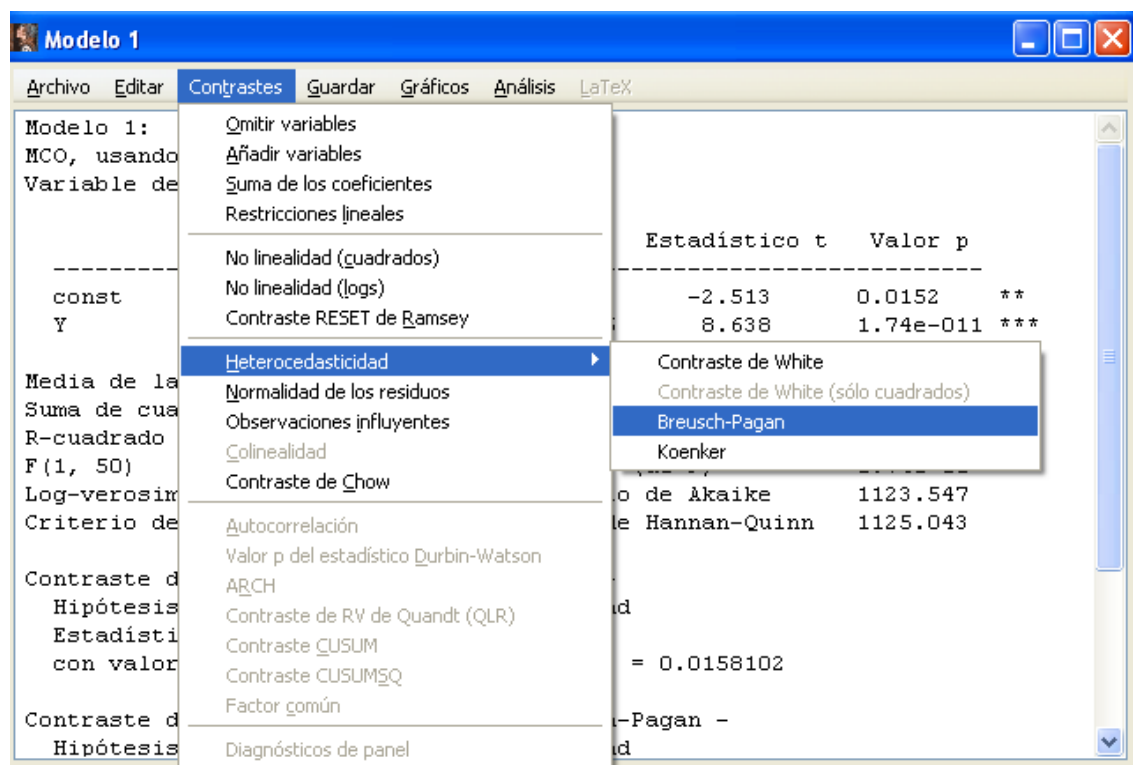 Modelo 1
Archivo Editar Contrastes Guardar Gráficos Análisis LaTeX
Modelo 1:
MCO, usando
Variable de
Estadístico t Valor p
const -2.513 0.0152 **
Y 8.638 1.74e-011 ***
Media de la
Suma de cua
R-cuadrado
F(1, 50)
Log-verosim o de Akaike 1123.547
Criterio de de Hannan-Quinn 1125.043
Contraste d
Hipótesis
Estadísti
con valor = 0.0158102
Contraste d -Pagan -
Hipótesis
Omitir variables
Añadir variables
Suma de los coeficientes
Restricciones lineales
No linealidad (cuadrados)
No linealidad (logs)
Contraste RESET de Ramsey
Heterocedasticidad
Normalidad de los residuos
Observaciones influyentes
Colinealidad
Contraste de Chow
Autocorrelación
Valor p del estadístico Durbin-Watson
ARCH
Contraste de RV de Quandt (QLR)
Contraste CUSUM
Contraste CUSUMSQ
Factor común
Diagnósticos de panel
Contraste de White
Contraste de White (sólo cuadrados)
Breusch-Pagan
Koenker